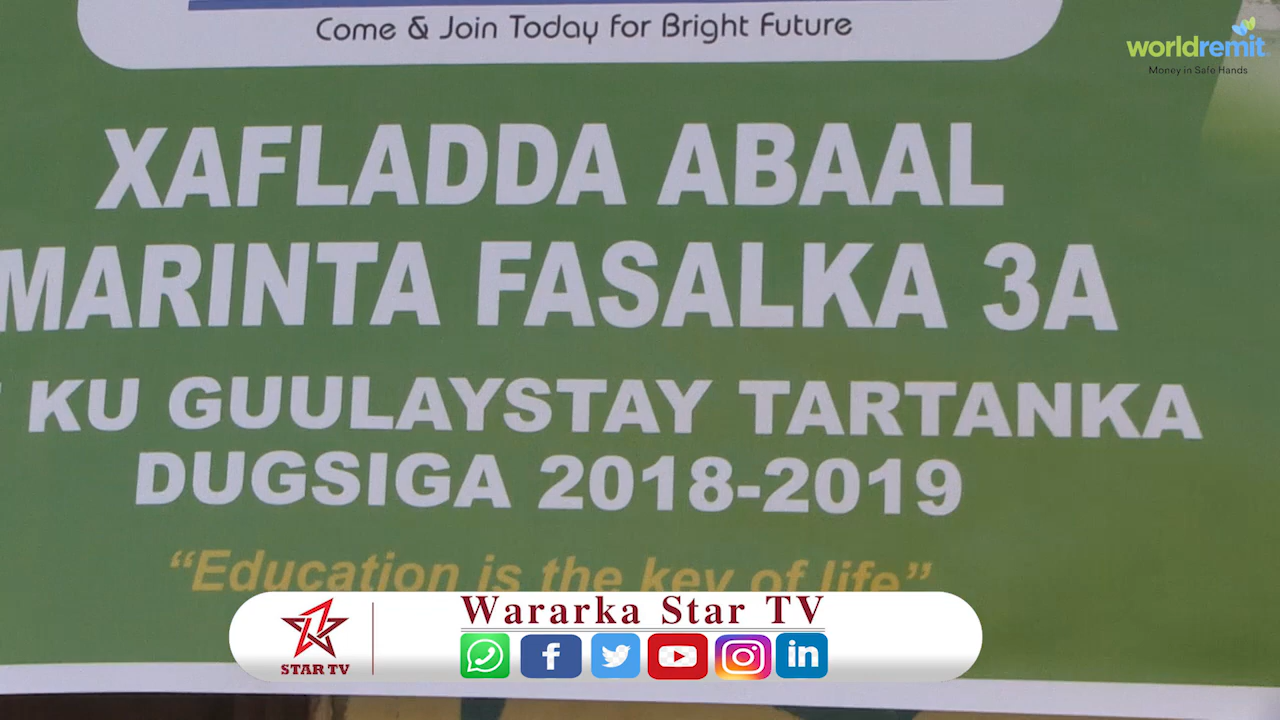 Come & Join Today for Bright Future
worldremit
Money in Safe Hands
XAFLADDA ABAAL
MARINTA FASALKA 3A
KU GUULAYSTAY TARTANKA
DUGSIGA 2018-2019
“Education is the key of life”
Wararka Star TV
STAR TV